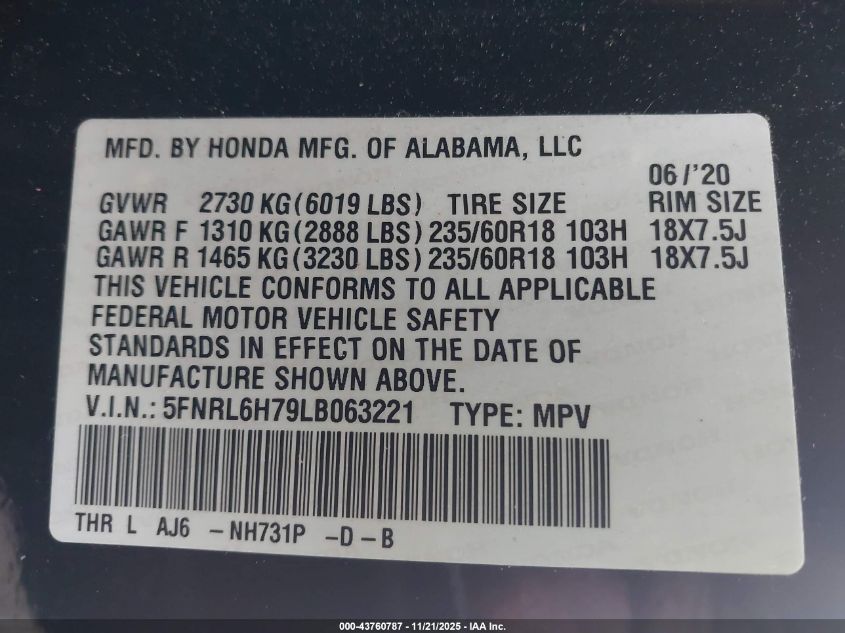 MFD. BY HONDA MFG. OF ALABAMA, LLC
06/'20
GVWR 2730 KG(6019 LBS) TIRE SIZE RIM SIZE
GAWR F 1310 KG(2888 LBS) 235/60R18 103H 18X7.5J
GAWR R 1465 KG(3230 LBS) 235/60R18 103H 18X7.5J
THIS VEHICLE CONFORMS TO ALL APPLICABLE
FEDERAL MOTOR VEHICLE SAFETY
STANDARDS IN EFFECT ON THE DATE OF
MANUFACTURE SHOWN ABOVE.
V.I.N.: 5FNRL6H79LB063221 TYPE: MPV
THR L AJ6 -NH731P -D-B
000-43760787 - 11/21/2025 - IAA Inc.